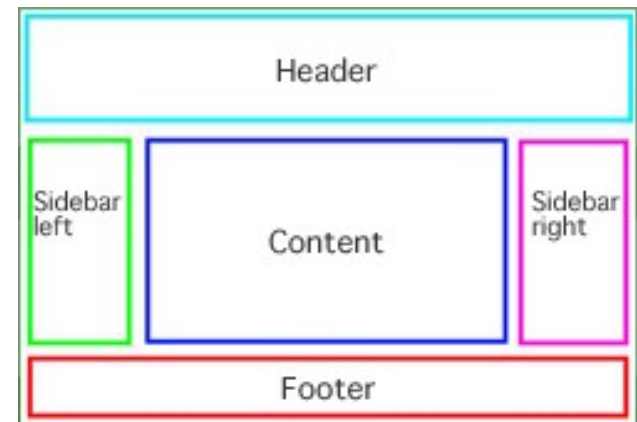 Header
Sidebar
left
Content
Sidebar
right
Footer